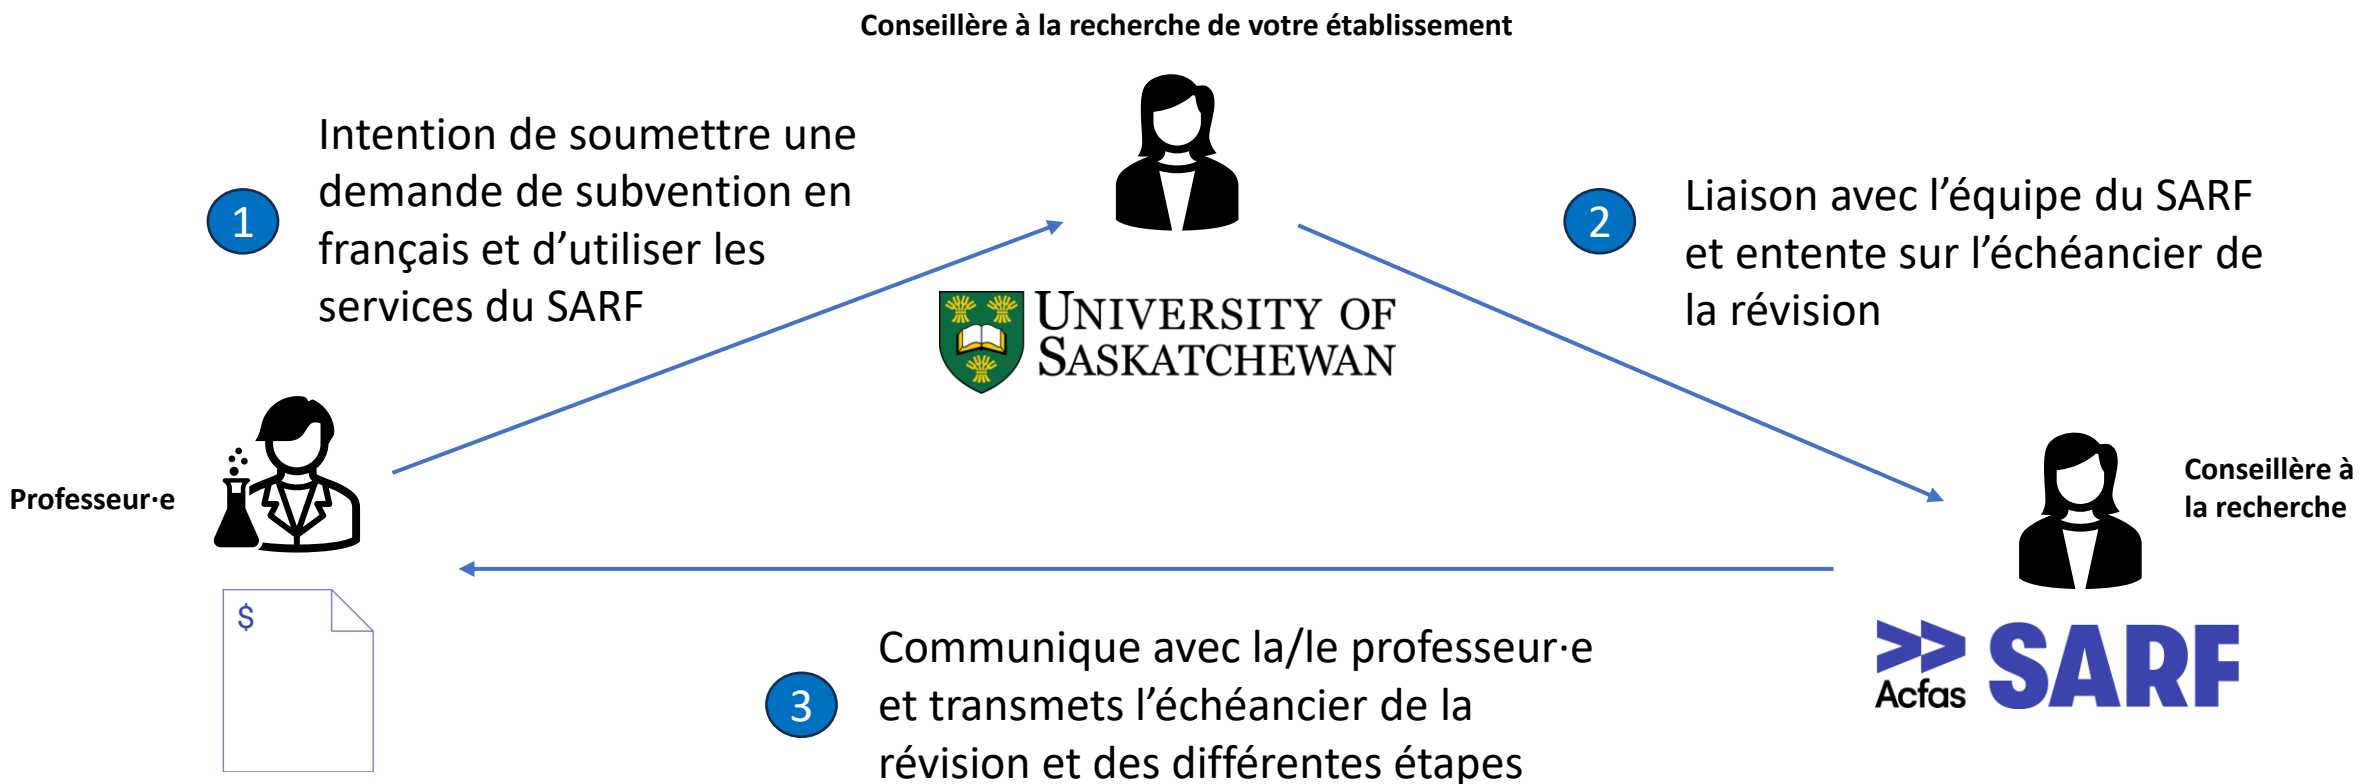 Conseillère à la recherche de votre établissement
1
Intention de soumettre une
demande de subvention en
français et d’utiliser les
services du SARF
2
Liaison avec l’équipe du SARF
et entente sur l’échéancier de
la révision
UNIVERSITY OF
SASKATCHEWAN
Professeur·e
Conseillère à
la recherche
$
3
Communique avec la/le professeur·e
et transmets l’échéancier de la
révision et des différentes étapes
Acfas
SARF